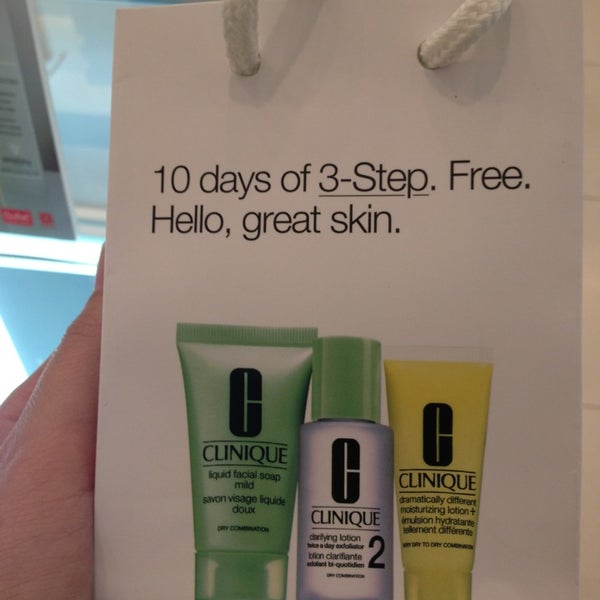 10 days of 3-Step. Free.
Hello, great skin.
CLINIQUE
liquid facial soap
mild
savon visage liquide
doux
DRY COMBINATION
CLINIQUE
clarifying lotion
twice a day exfoliator
2
lotion clarifiante
exfoliant bi-quotidien
DRY COMBINATION
CLINIQUE
dramatically different
moisturizing lotion+
émulsion hydratante
tellement différente
VERY DRY TO DRY COMBINATION